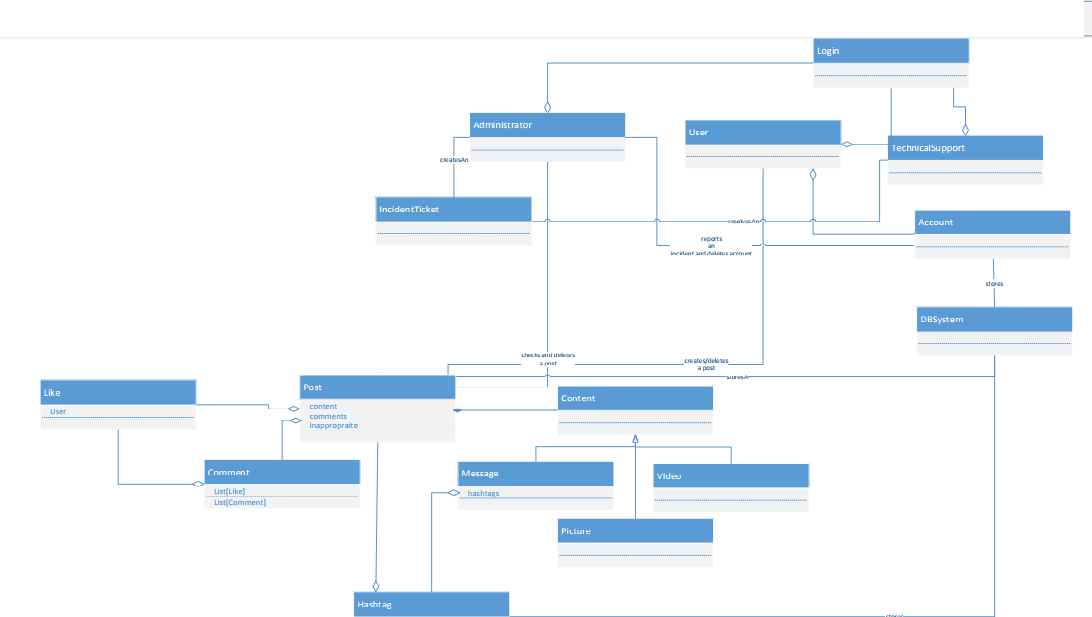 Login
Administrator
User
TechnicalSupport
createsAn
IncidentTicket
Account
resolvesAn
reports
an
incident and deletes account
stores
DBSystem
checks and deletes
a post
creates/deletes
a post
storesA
Post
Like
content
User
comments
inappropraite
Content
Comment
List[Like]
List[Comment]
Message
hashtags
Video
Picture
Hashtag
stores